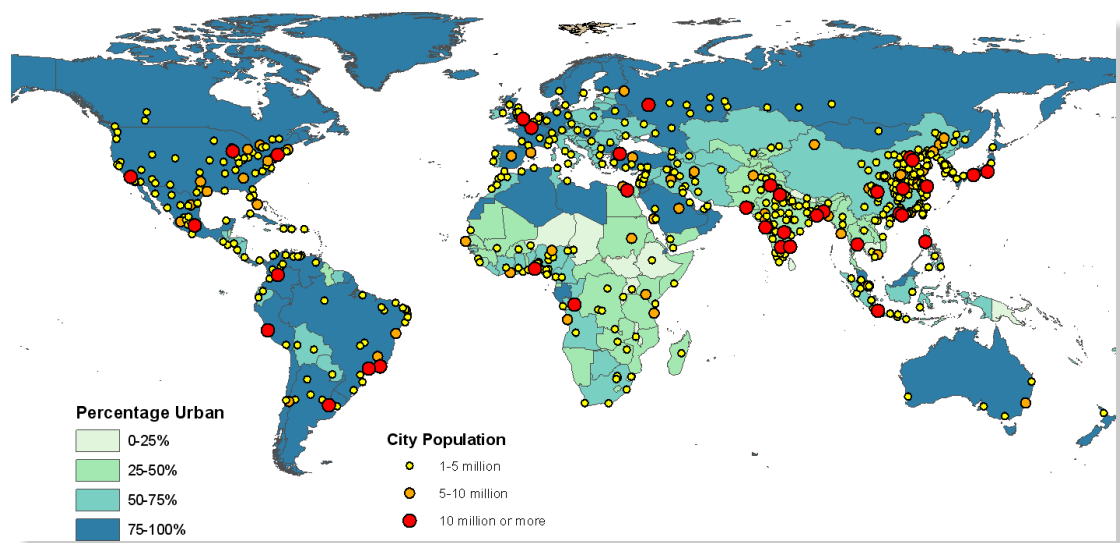 Percentage Urban
0-25%
25-50%
50-75%
75-100%
City Population
1-5 million
5-10 million
10 million or more